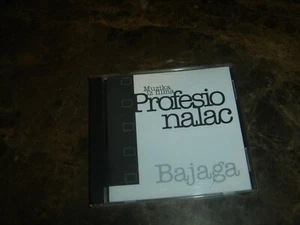 Muzika
iz filma
Profesio
nalac
Bajaga